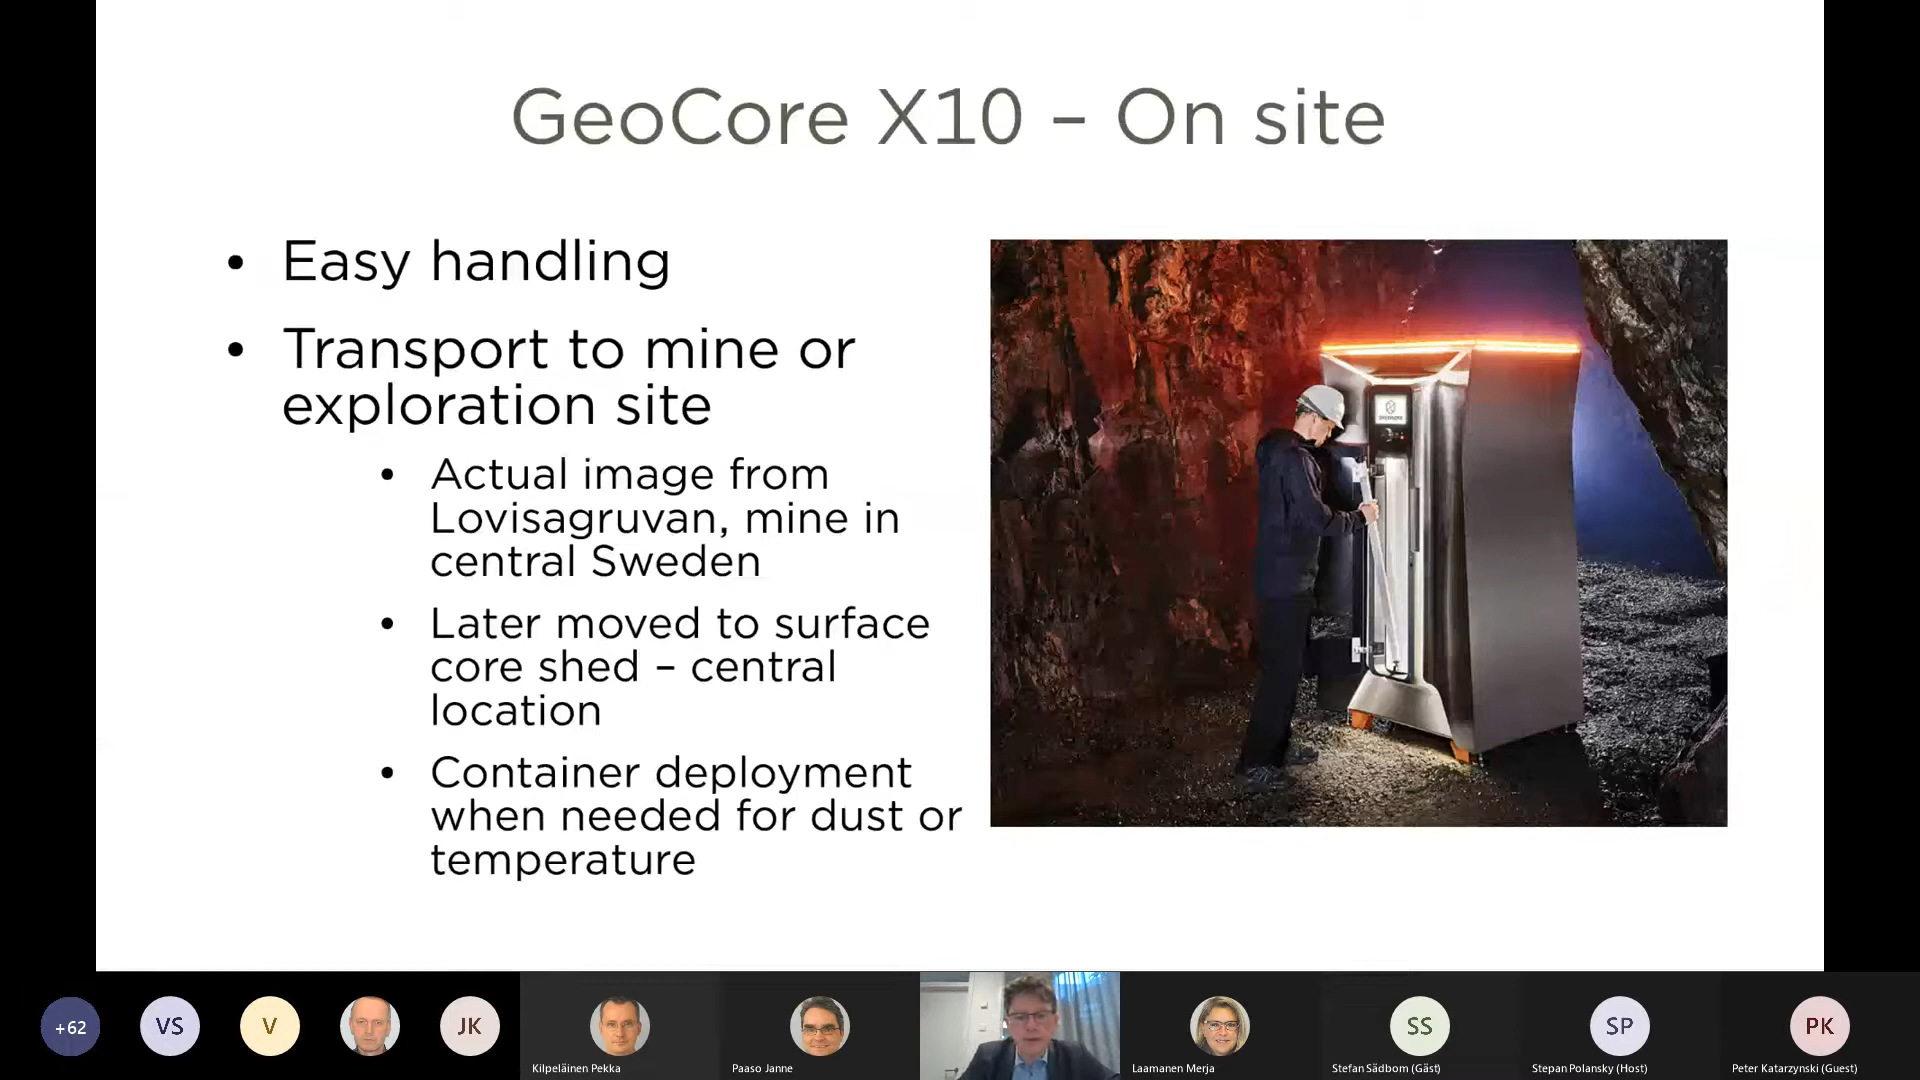 GeoCore X10 – On site
• Easy handling
• Transport to mine or
exploration site
• Actual image from
Lovisagruvan, mine in
central Sweden
• Later moved to surface
core shed – central
location
• Container deployment
when needed for dust or
temperature
+62
VS
V
JK
Kilpeläinen Pekka
Paaso Janne
Laamanen Merja
SS
Stefan Sädbom (Gäst)
SP
Stepan Polansky (Host)
PK
Peter Katarzynski (Guest)